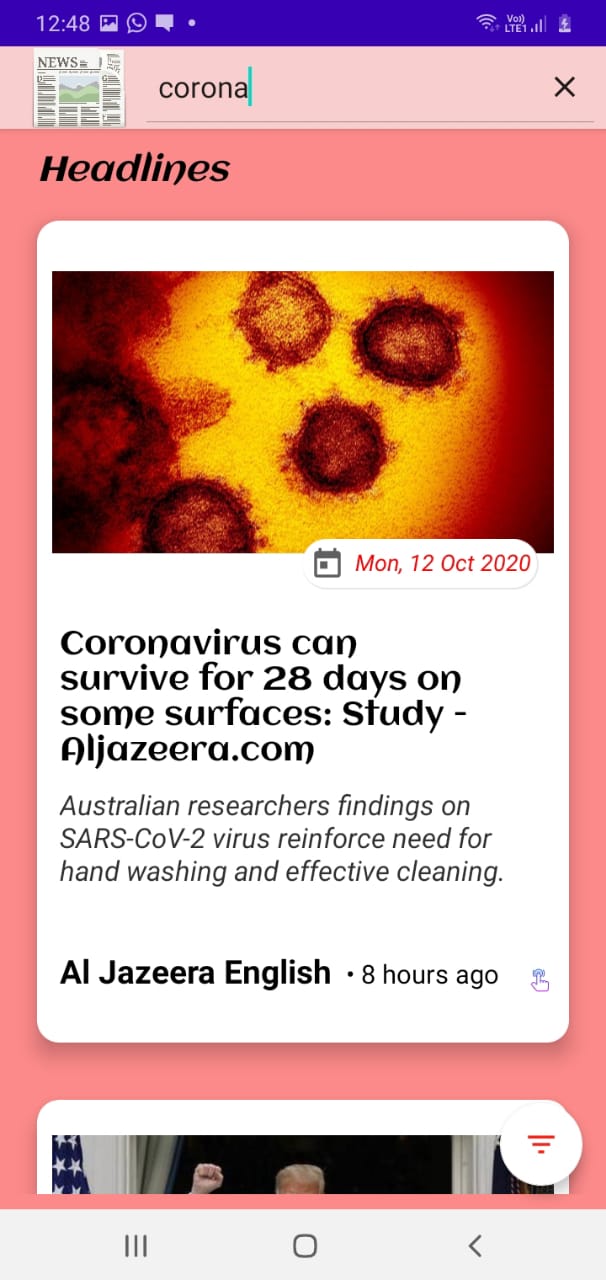 12:48
Vo)) LTE1
NEWS
corona
Headlines
Mon, 12 Oct 2020
Coronavirus can
survive for 28 days on
some surfaces: Study -
Aljazeera.com
Australian researchers findings on
SARS-CoV-2 virus reinforce need for
hand washing and effective cleaning.
Al Jazeera English • 8 hours ago